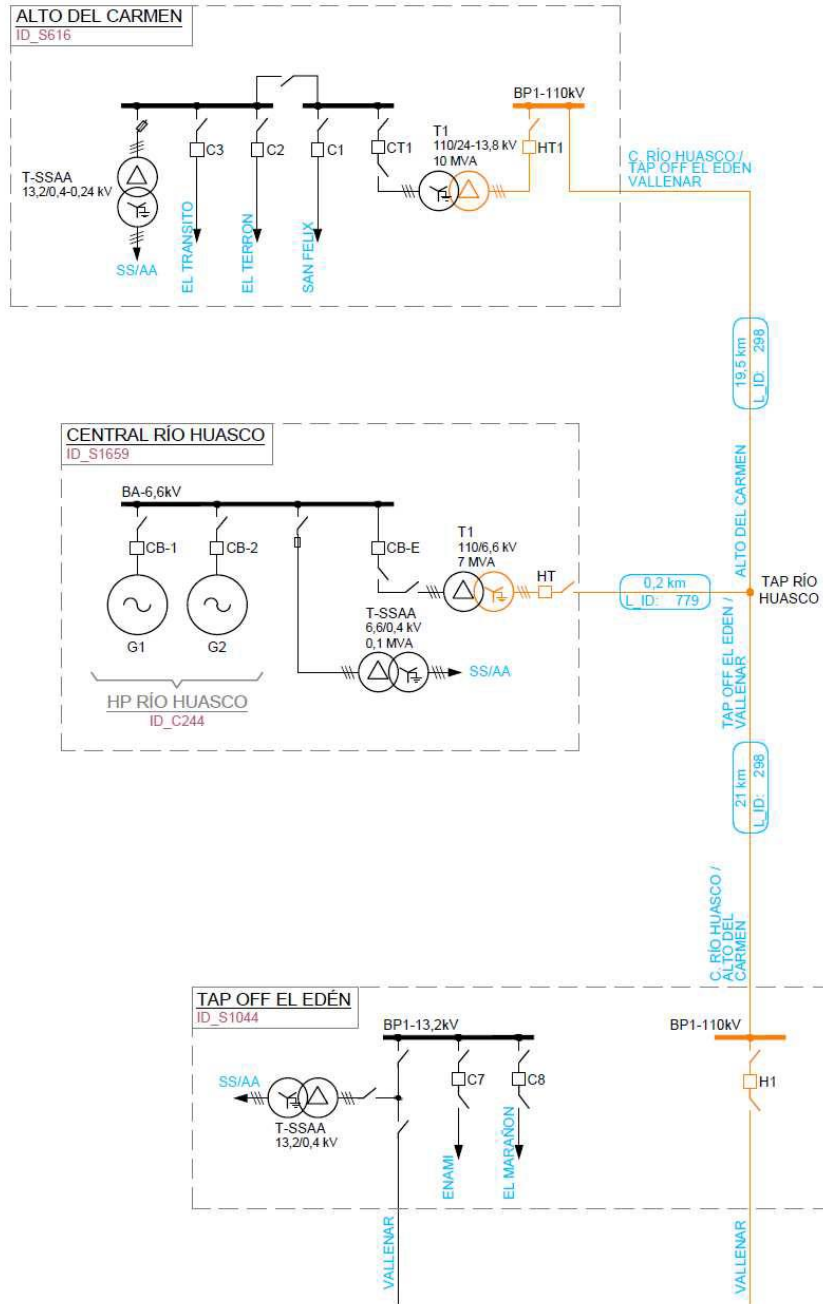 ALTO DEL CARMEN
ID_S616
BP1-110kV
T1
110/24-13,8 kV
10 MVA
C3
C2
C1
CT1
HT1
C. RÍO HUASCO /
TAP OFF EL EDEN
VALLENAR
T-SSAA
13,2/0,4-0,24 kV
SS/AA
EL TRANSITO
EL TERRON
SAN FELIX
19,5 km
L_ID: 298
CENTRAL RÍO HUASCO
ID_S1659
BA-6,6kV
CB-1
CB-2
CB-E
T1
110/6,6 kV
7 MVA
HT
0,2 km
L_ID: 779
ALTO DEL CARMEN
TAP RÍO
HUASCO
TAP OFF EL EDEN /
VALLENAR
G1
G2
T-SSAA
6,6/0,4 kV
0,1 MVA
SS/AA
HP RÍO HUASCO
ID_C244
21 km
L_ID: 298
C. RÍO HUASCO /
ALTO DEL
CARMEN
TAP OFF EL EDÉN
ID_S1044
BP1-13,2kV
BP1-110kV
SS/AA
C7
C8
H1
T-SSAA
13,2/0,4 kV
ENAMI
EL MARAÑON
VALLENAR
VALLENAR